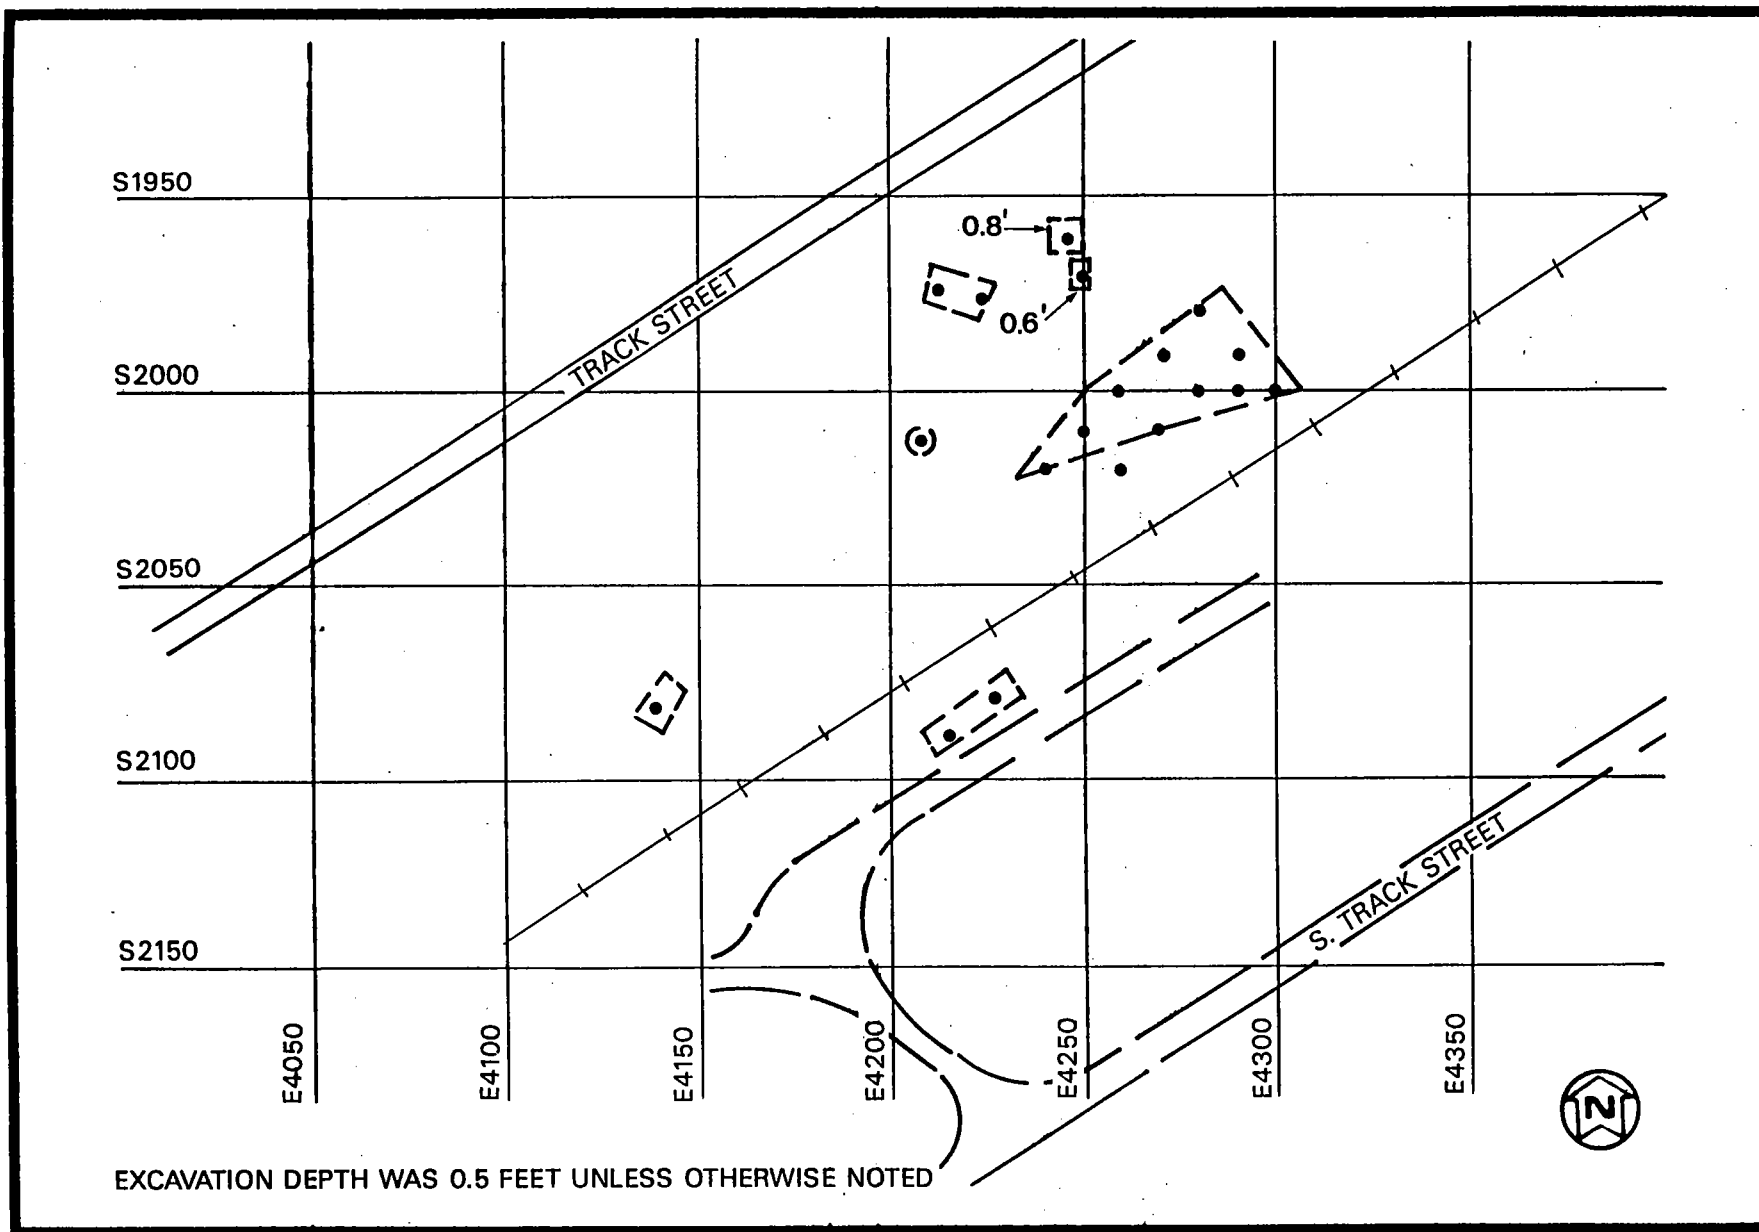 S1950
0.8'
TRACK STREET
0.6'
S2000
S2050
S2100
S. TRACK STREET
S2150
E4050
E4100
E4150
E4200
E4250
E4300
E4350
N
EXCAVATION DEPTH WAS 0.5 FEET UNLESS OTHERWISE NOTED